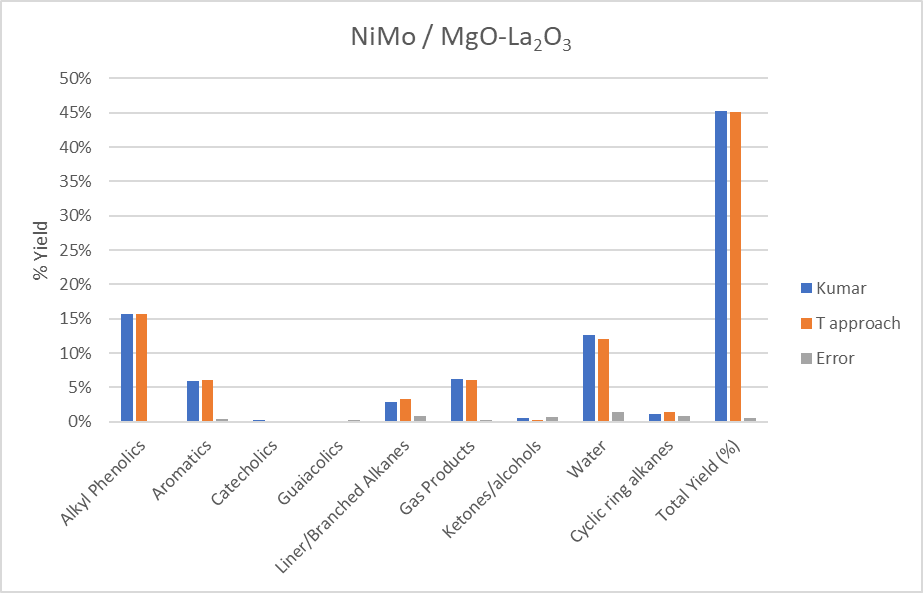 NiMo / MgO-La₂O₃
50%
45%
40%
35%
30%
25%
20%
15%
10%
5%
0%
% Yield
Alkyl Phenolics
Aromatics
Catecholics
Guaiacolics
Liner/Branched Alkanes
Gas Products
Ketones/alcohols
Water
Cyclic ring alkanes
Total Yield (%)
Kumar
T approach
Error